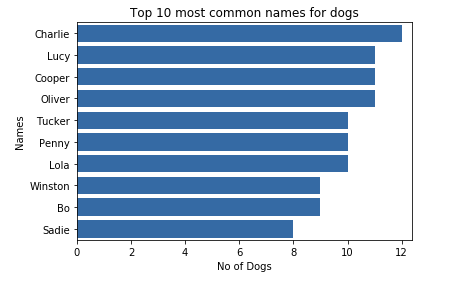 Top 10 most common names for dogs
Charlie
Lucy
Cooper
Oliver
Tucker
Penny
Lola
Winston
Bo
Sadie
Names
0 2 4 6 8 10 12
No of Dogs